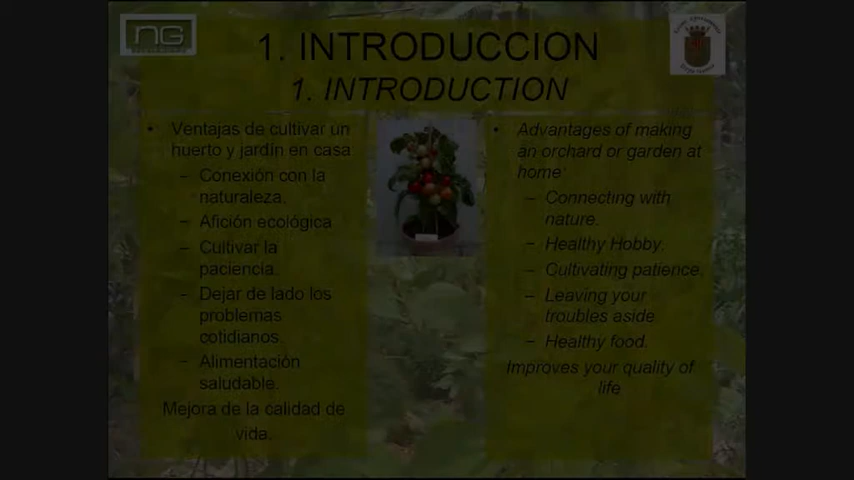 NG
1. INTRODUCCION
1. INTRODUCTION
• Ventajas de cultivar un
huerto y jardín en casa:
– Conexión con la
naturaleza.
– Afición ecológica
– Cultivar la
paciencia.
– Dejar de lado los
problemas
cotidianos.
– Alimentación
saludable.
Mejora de la calidad de
vida.
• Advantages of making
an orchard or garden at
home:
– Connecting with
nature.
– Healthy Hobby.
– Cultivating patience.
– Leaving your
troubles aside
– Healthy food.
Improves your quality of
life